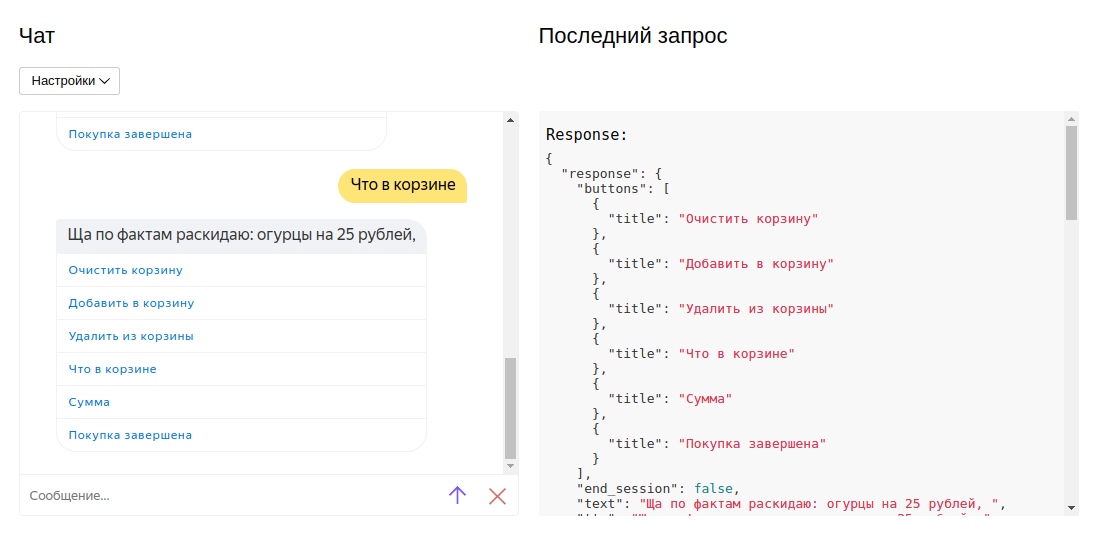 Чат
Настройки
Покупка завершена
Что в корзине
Ща по фактам раскидаю: огурцы на 25 рублей,
Очистить корзину
Добавить в корзину
Удалить из корзины
Что в корзине
Сумма
Покупка завершена
Сообщение...
Последний запрос
Response:
{
"response": {
"buttons": [
{
"title": "Очистить корзину"
},
{
"title": "Добавить в корзину"
},
{
"title": "Удалить из корзины"
},
{
"title": "Что в корзине"
},
{
"title": "Сумма"
},
{
"title": "Покупка завершена"
}
],
"end_session": false,
"text": "Ща по фактам раскидаю: огурцы на 25 рублей, ",